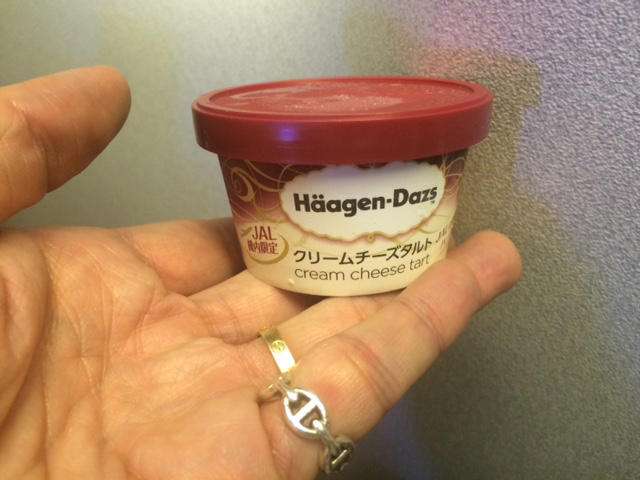 Häagen-Dazs
JAL
機内限定
クリームチーズタルト
cream cheese tart